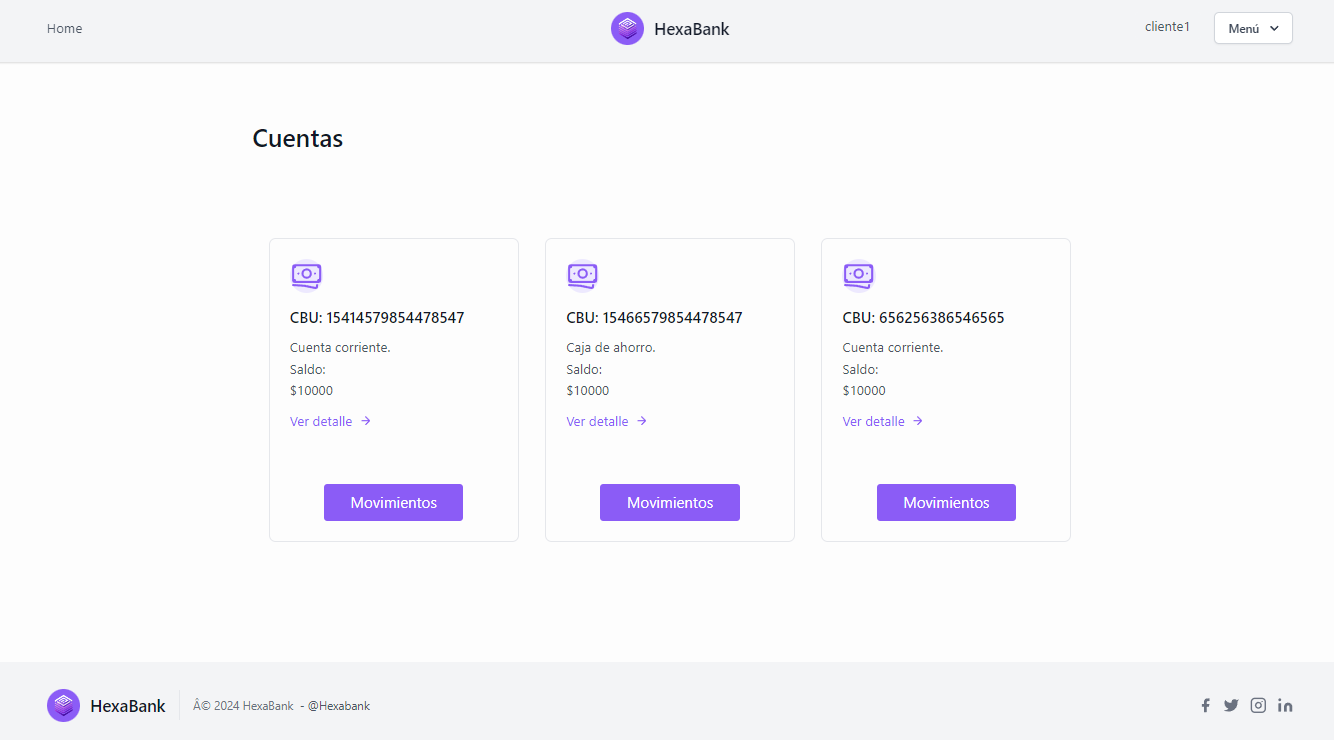 Home
HexaBank
cliente1
Menú
Cuentas
CBU: 15414579854478547
Cuenta corriente.
Saldo:
$10000
Ver detalle
Movimientos
CBU: 15466579854478547
Caja de ahorro.
Saldo:
$10000
Ver detalle
Movimientos
CBU: 656256386546565
Cuenta corriente.
Saldo:
$10000
Ver detalle
Movimientos
HexaBank
Â© 2024 HexaBank - @Hexabank